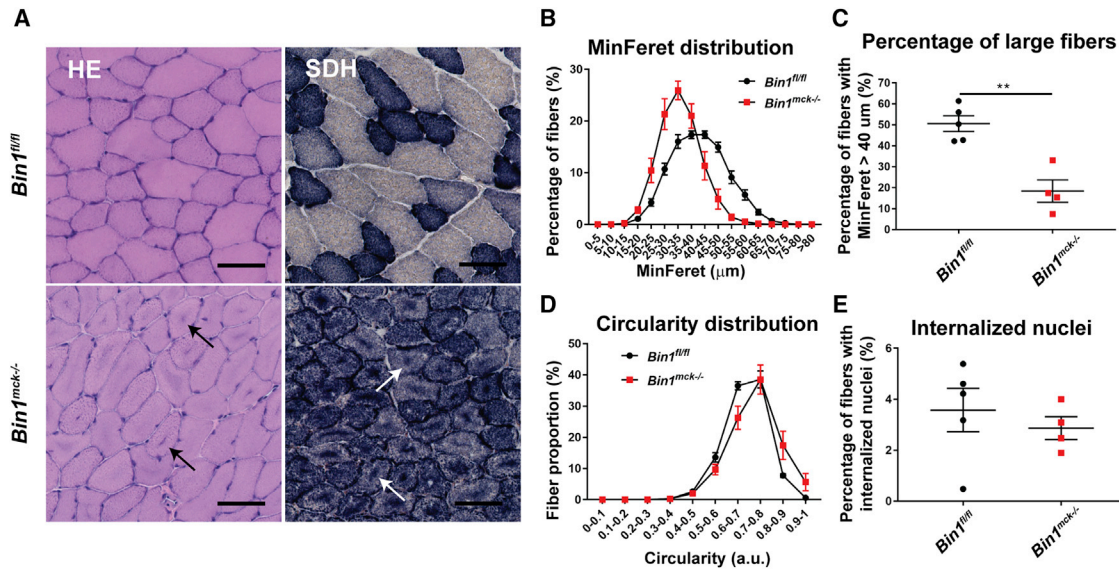 A
HE
SDH
Bin1fl/fl
Bin1mck-/-
B
MinFeret distribution
Percentage of fibers (%)
30
20
10
0
Bin1fl/fl
Bin1mck-/-
0-5
5-10
10-15
15-20
20-25
25-30
30-35
35-40
40-45
45-50
50-55
55-60
60-65
65-70
70-75
75-80
>80
MinFeret (μm)
C
Percentage of large fibers
Percentage of fibers with
MinFeret > 40 um (%)
**
70
60
50
40
30
20
10
0
Bin1fl/fl
Bin1mck-/-
D
Circularity distribution
Fiber proportion (%)
50
40
30
20
10
0
Bin1fl/fl
Bin1mck-/-
0-0.1
0.1-0.2
0.2-0.3
0.3-0.4
0.4-0.5
0.5-0.6
0.6-0.7
0.7-0.8
0.8-0.9
0.9-1
Circularity (a.u.)
E
Internalized nuclei
Percentage of fibers with
internalized nuclei (%)
6
4
2
0
Bin1fl/fl
Bin1mck-/-